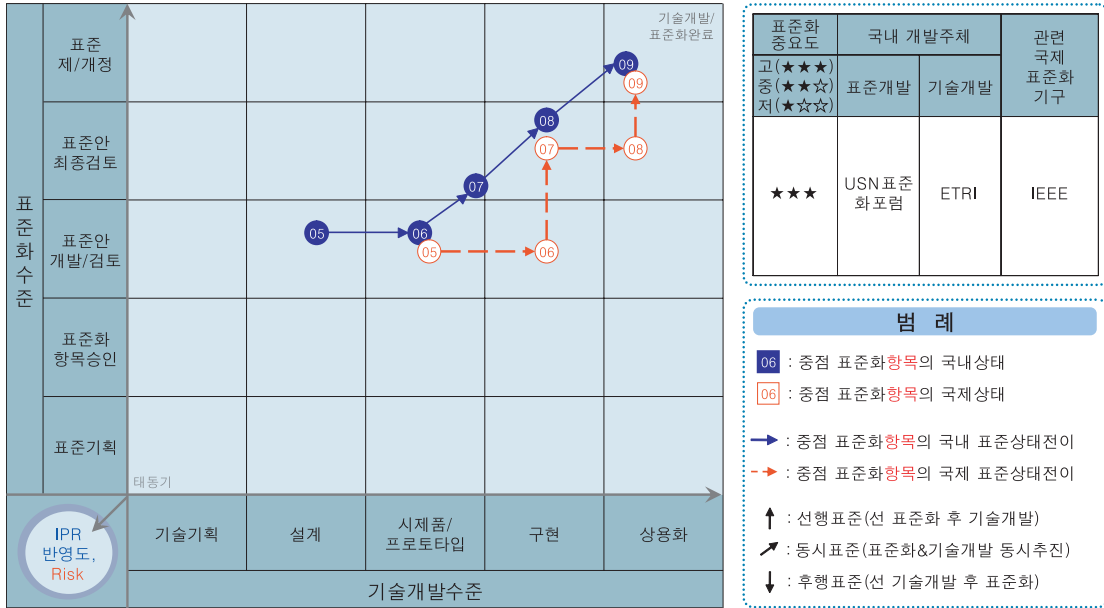 기술개발/
표준화완료
표준
제/개정
표준안
최종검토
표준안
개발/검토
표준화
항목승인
표준기획
표준화수준
09
09
08
07
08
07
05
06
05
06
태동기
IPR
반영도,
Risk
기술기획
설계
시제품/
프로토타입
구현
상용화
기술개발수준
표준화
중요도
고(★★★)
중(★★☆)
저(★☆☆)
국내 개발주체
표준개발
기술개발
관련
국제
표준화
기구
★★★
USN표준
화포럼
ETRI
IEEE
범 례
06 : 중점 표준화항목의 국내상태
06 : 중점 표준화항목의 국제상태
: 중점 표준화항목의 국내 표준상태전이
: 중점 표준화항목의 국제 표준상태전이
: 선행표준(선 표준화 후 기술개발)
: 동시표준(표준화&기술개발 동시추진)
: 후행표준(선 기술개발 후 표준화)